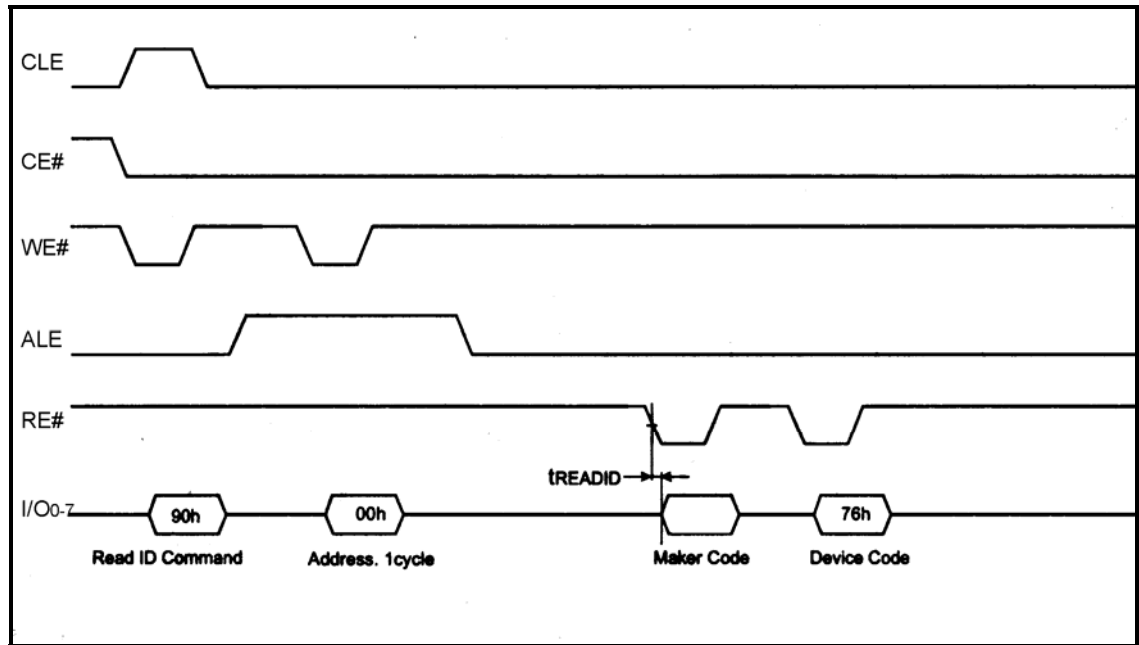 CLE
CE#
WE#
ALE
RE#
tREADID
I/O0-7
90h
00h
76h
Read ID Command
Address. 1cycle
Maker Code
Device Code